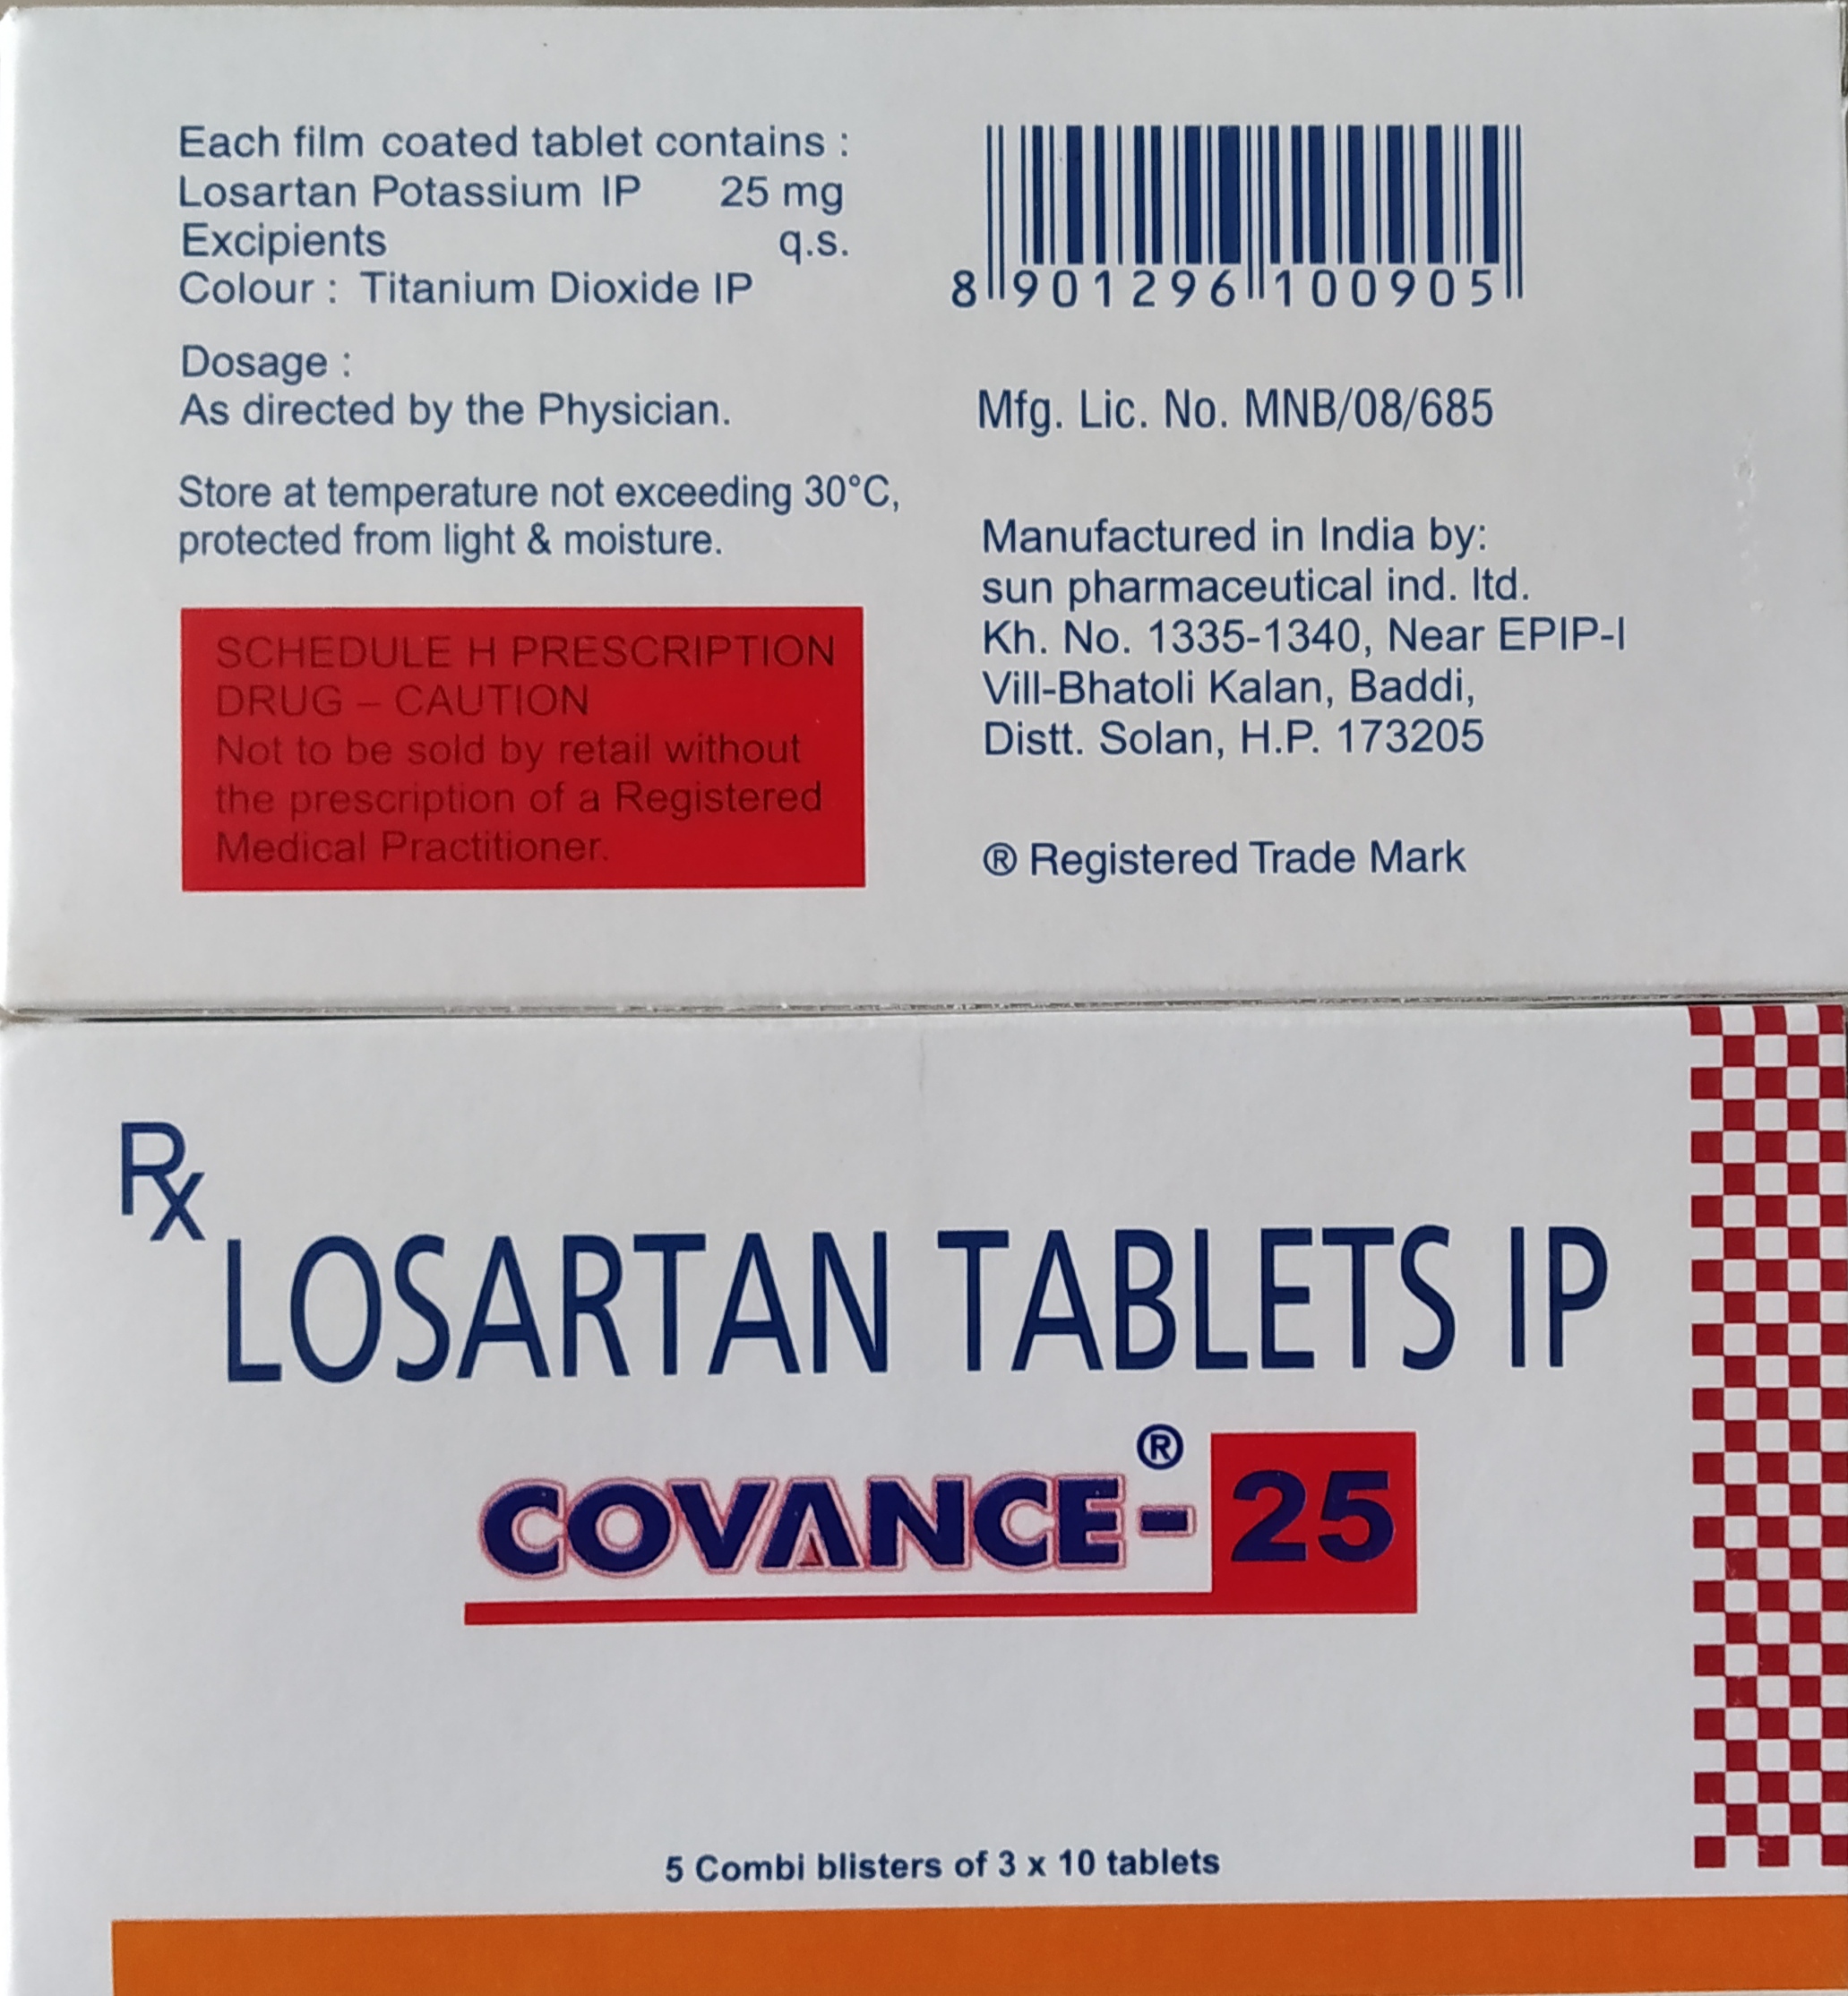 Each film coated tablet contains :
Losartan Potassium IP 25 mg
Excipients q.s.
Colour : Titanium Dioxide IP
Dosage :
As directed by the Physician.
Store at temperature not exceeding 30°C,
protected from light & moisture.
SCHEDULE H PRESCRIPTION
DRUG – CAUTION
Not to be sold by retail without
the prescription of a Registered
Medical Practitioner.
8 901296 100905
Mfg. Lic. No. MNB/08/685
Manufactured in India by:
sun pharmaceutical ind. ltd.
Kh. No. 1335-1340, Near EPIP-I
Vill-Bhatoli Kalan, Baddi,
Distt. Solan, H.P. 173205
® Registered Trade Mark
Rx
LOSARTAN TABLETS IP
COVANCE®-25
5 Combi blisters of 3 x 10 tablets